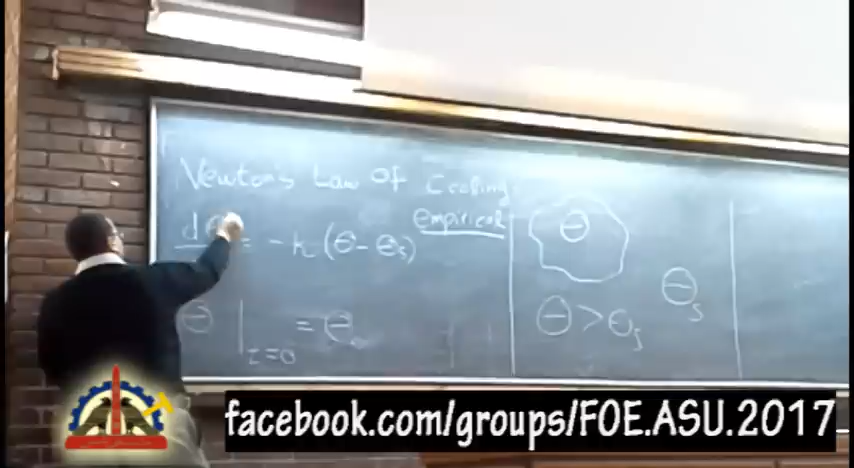 Newton's Law of Cooling
empirical
dθ = -k (θ - θs)
θ | t=0 = θ
θ
θs
θ > θs
facebook.com/groups/FOE.ASU.2017